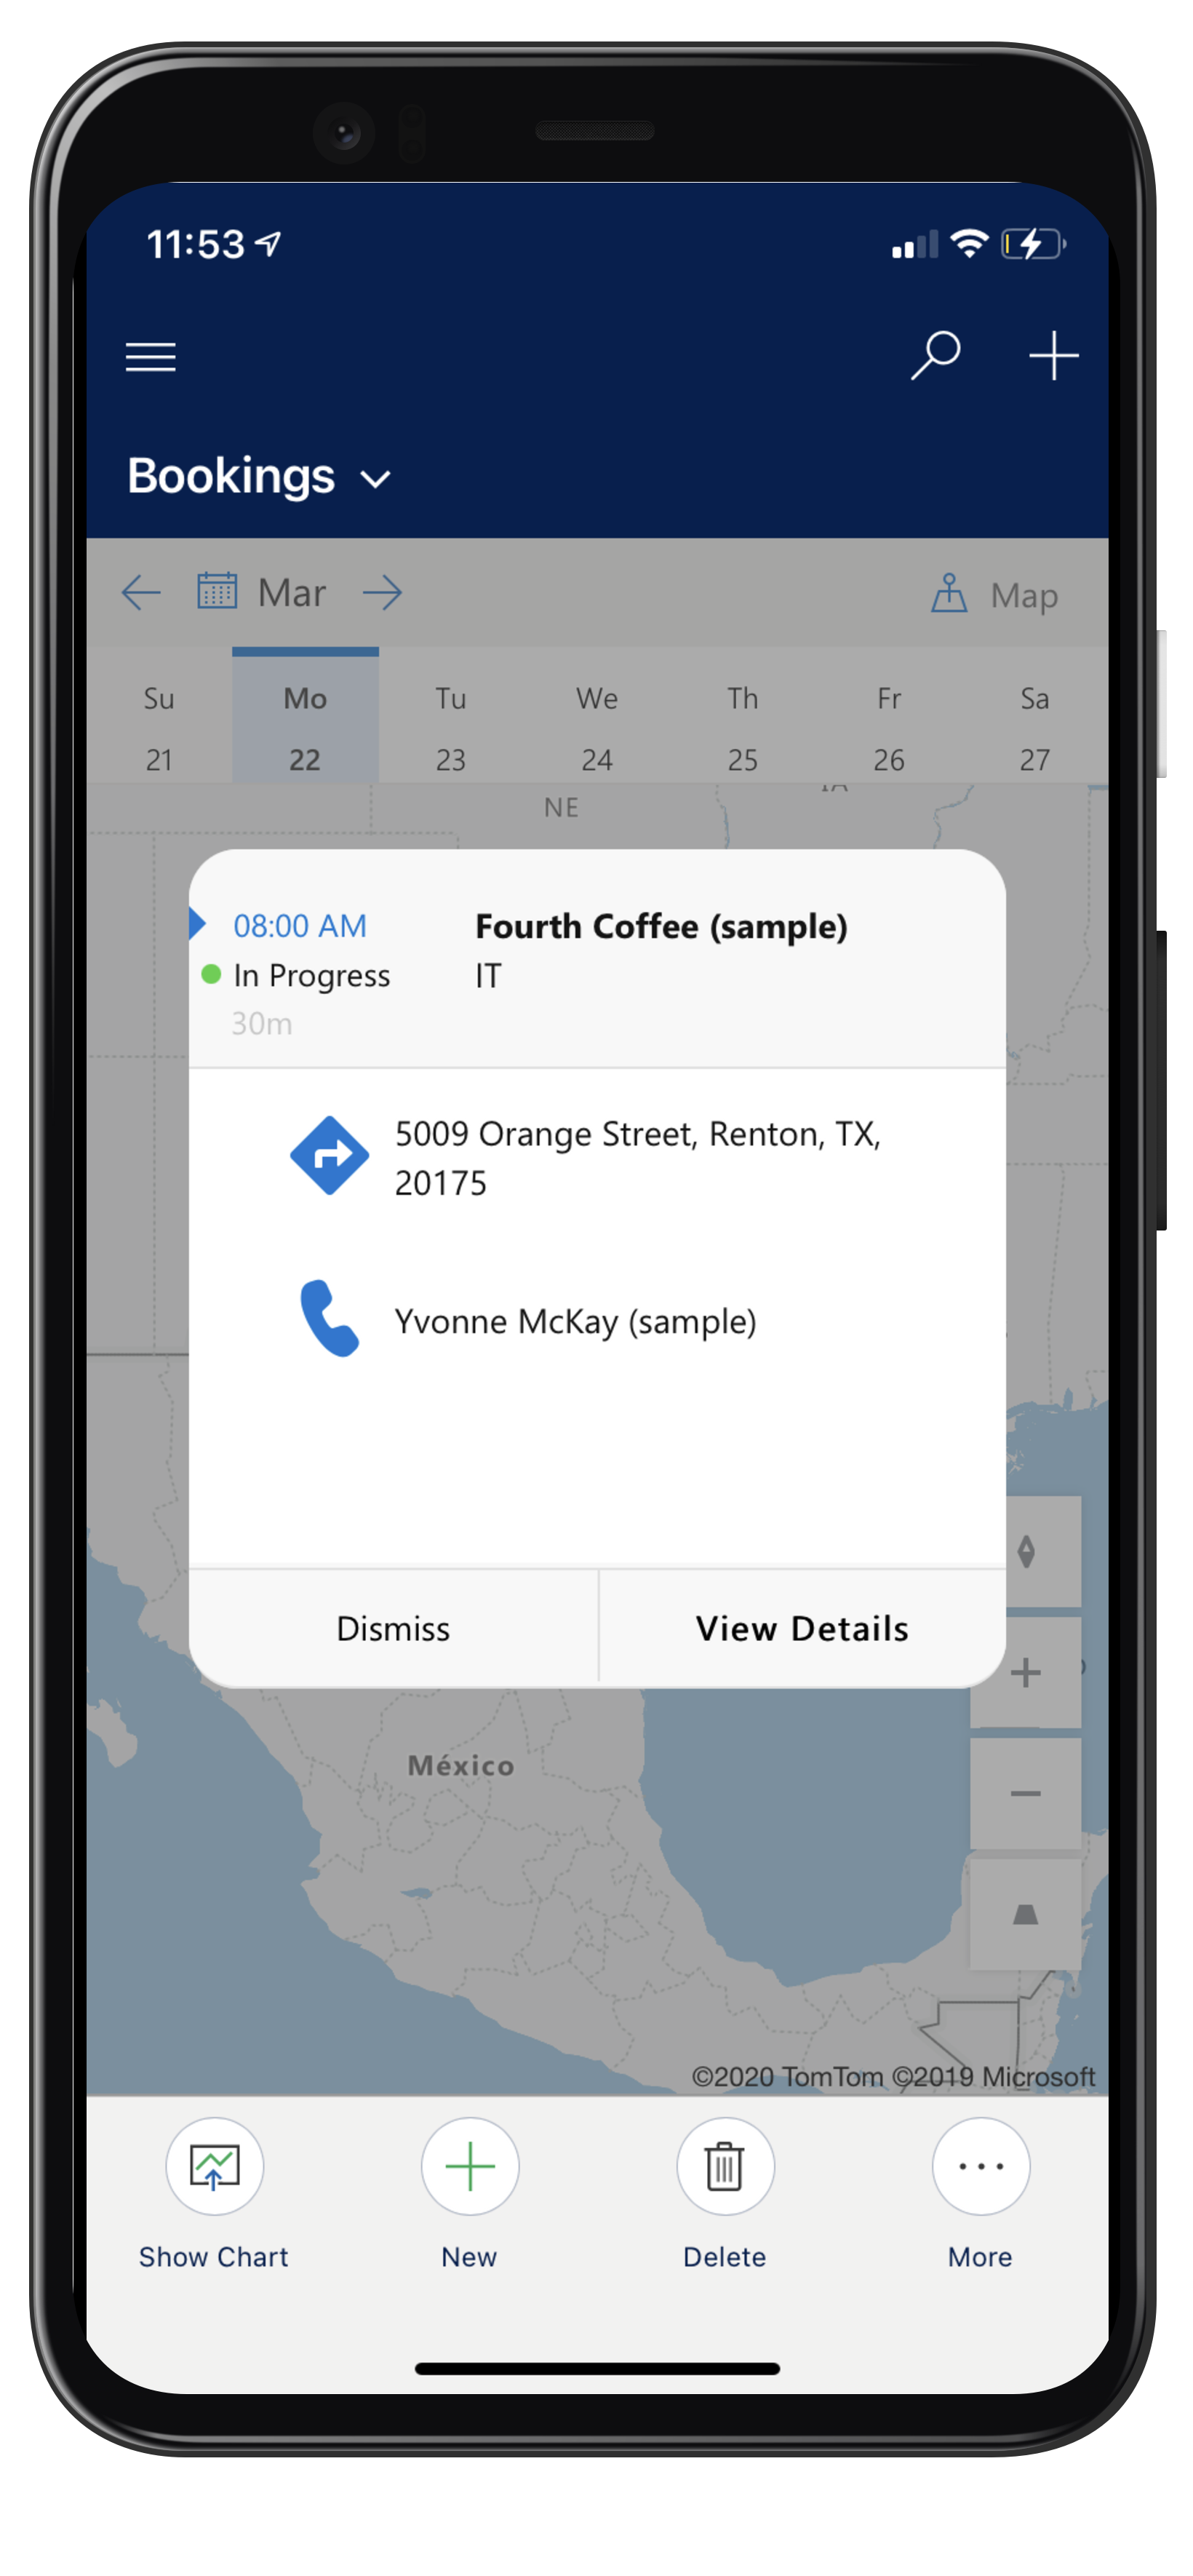 11:53
Bookings
Mar
Map
Su Mo Tu We Th Fr Sa
21 22 23 24 25 26 27
NE
IA
08:00 AM
Fourth Coffee (sample)
In Progress
IT
30m
5009 Orange Street, Renton, TX,
20175
Yvonne McKay (sample)
Dismiss
View Details
México
©2020 TomTom ©2019 Microsoft
Show Chart
New
Delete
More